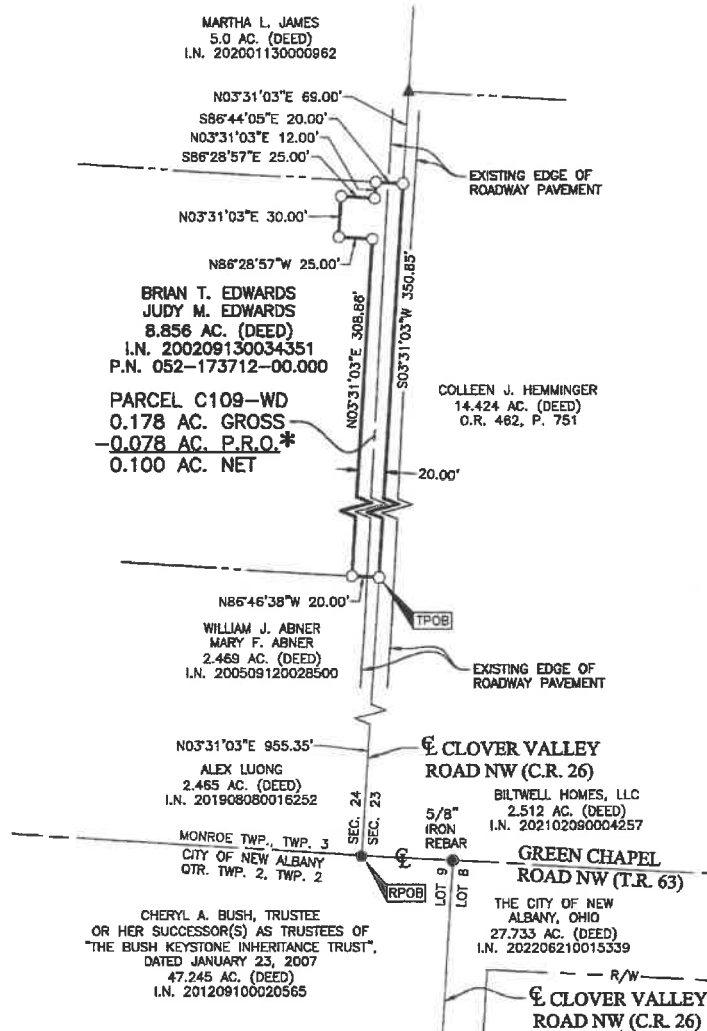 MARTHA L. JAMES
5.0 AC. (DEED)
I.N. 202001130000962
N03°31'03"E 69.00'
S86°44'05"E 20.00'
N03°31'03"E 12.00'
S86°28'57"E 25.00'
EXISTING EDGE OF
ROADWAY PAVEMENT
N03°31'03"E 30.00'
N86°28'57"W 25.00'
BRIAN T. EDWARDS
JUDY M. EDWARDS
8.856 AC. (DEED)
I.N. 200209130034351
P.N. 052-173712-00.000
N03°31'03"E 308.86'
S03°31'03"W 350.85'
PARCEL C109-WD
0.178 AC. GROSS
-0.078 AC. P.R.O.*
0.100 AC. NET
COLLEEN J. HEMMINGER
14.424 AC. (DEED)
O.R. 462, P. 751
20.00'
N86°46'38"W 20.00'
TPOB
WILLIAM J. ABNER
MARY F. ABNER
2.469 AC. (DEED)
I.N. 200509120028500
EXISTING EDGE OF
ROADWAY PAVEMENT
N03°31'03"E 955.35'
℄ CLOVER VALLEY
ROAD NW (C.R. 26)
ALEX LUONG
2.465 AC. (DEED)
I.N. 201908080016252
SEC. 24
SEC. 23
5/8"
IRON
REBAR
BILTWELL HOMES, LLC
2.512 AC. (DEED)
I.N. 202102090004257
MONROE TWP., TWP. 3
CITY OF NEW ALBANY
QTR. TWP. 2, TWP. 2
℄
GREEN CHAPEL
ROAD NW (T.R. 63)
RPOB
LOT 9
LOT 8
CHERYL A. BUSH, TRUSTEE
OR HER SUCCESSOR(S) AS TRUSTEES OF
"THE BUSH KEYSTONE INHERITANCE TRUST",
DATED JANUARY 23, 2007
47.245 AC. (DEED)
I.N. 201209100020565
THE CITY OF NEW
ALBANY, OHIO
27.733 AC. (DEED)
I.N. 202206210015339
R/W
℄ CLOVER VALLEY
ROAD NW (C.R. 26)